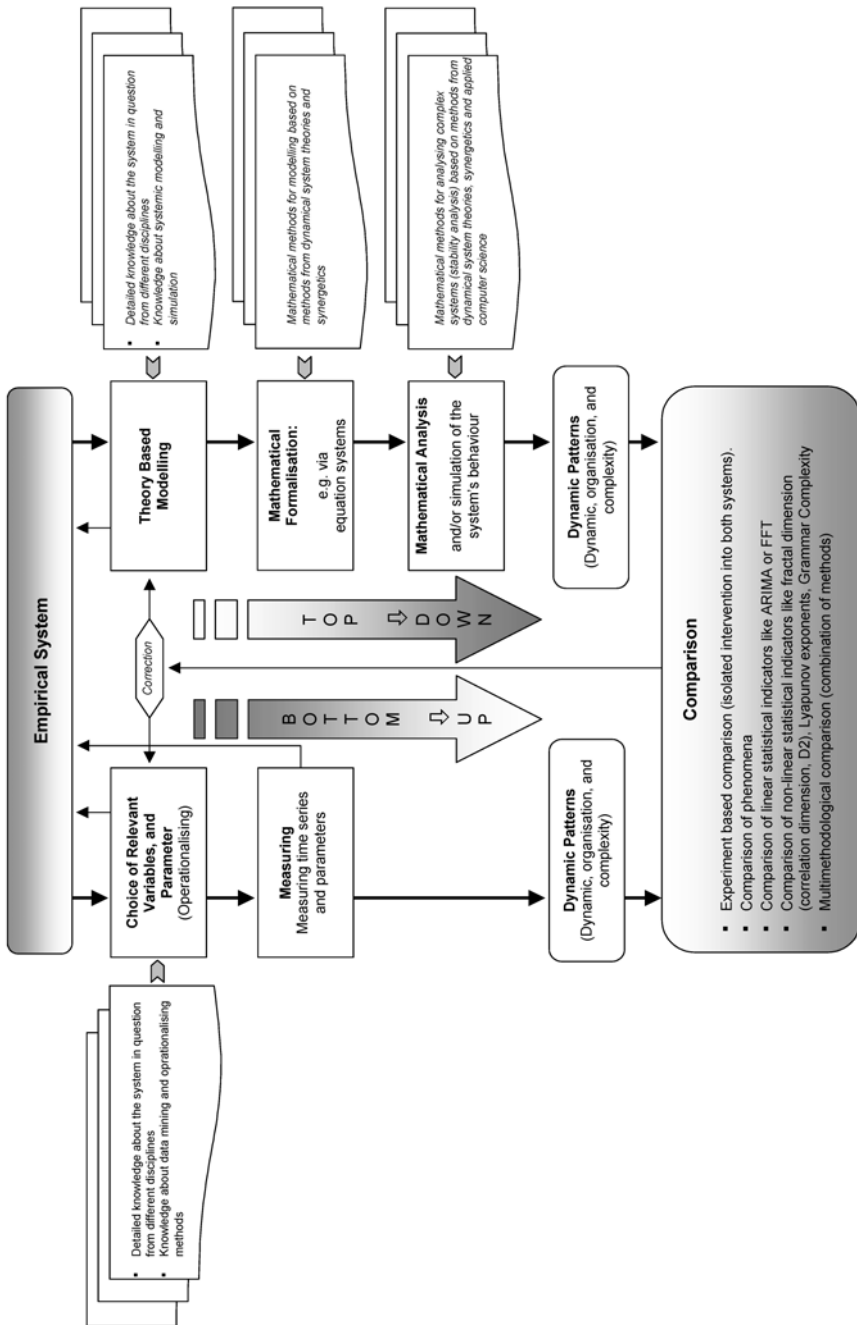 Empirical System
Detailed knowledge about the system in question
from different disciplines
Knowledge about data mining and oprationalising
methods
Choice of Relevant
Variables, and
Parameter
(Operationalising)
Correction
Theory Based
Modelling
▪ Detailed knowledge about the system in question
from different disciplines
▪ Knowledge about systemic modelling and
simulation
Measuring
Measuring time series
and parameters
BOTTOM ⇨ UP
TOP ⇨ DOWN
Mathematical
Formalisation:
e.g. via
equation systems
Mathematical methods for modelling based on
methods from dynamical system theories and
synergetics
Mathematical Analysis
and/or simulation of the
system's behaviour
Mathematical methods for analysing complex
systems (stability analysis) based on methods from
dynamical system theories, synergetics and applied
computer science
Dynamic Patterns
(Dynamic, organisation, and
complexity)
Dynamic Patterns
(Dynamic, organisation, and
complexity)
Comparison
▪ Experiment based comparison (isolated intervention into both systems).
▪ Comparison of phenomena
▪ Comparison of linear statistical indicators like ARIMA or FFT
▪ Comparison of non-linear statistical indicators like fractal dimension
(correlation dimension, D2), Lyapunov exponents, Grammar Complexity
▪ Multimethodological comparison (combination of methods)